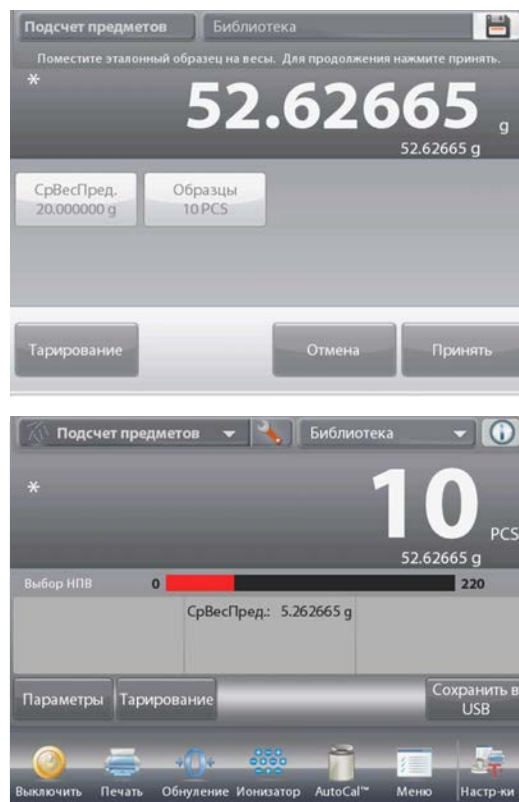 Подсчет предметов Библиотека
Поместите эталонный образец на весы. Для продолжения нажмите принять.
*
52.62665 g
52.62665 g
СрВесПред. Образцы
20.000000 g 10 PCS
Тарирование Отмена Принять
Подсчет предметов Библиотека
*
10 PCS
52.62665 g
Выбор НПВ 0 220
СрВесПред.: 5.262665 g
Параметры Тарирование Сохранить в
USB
Выключить Печать Обнуление Ионизатор AutoCal™ Меню Настр-ки